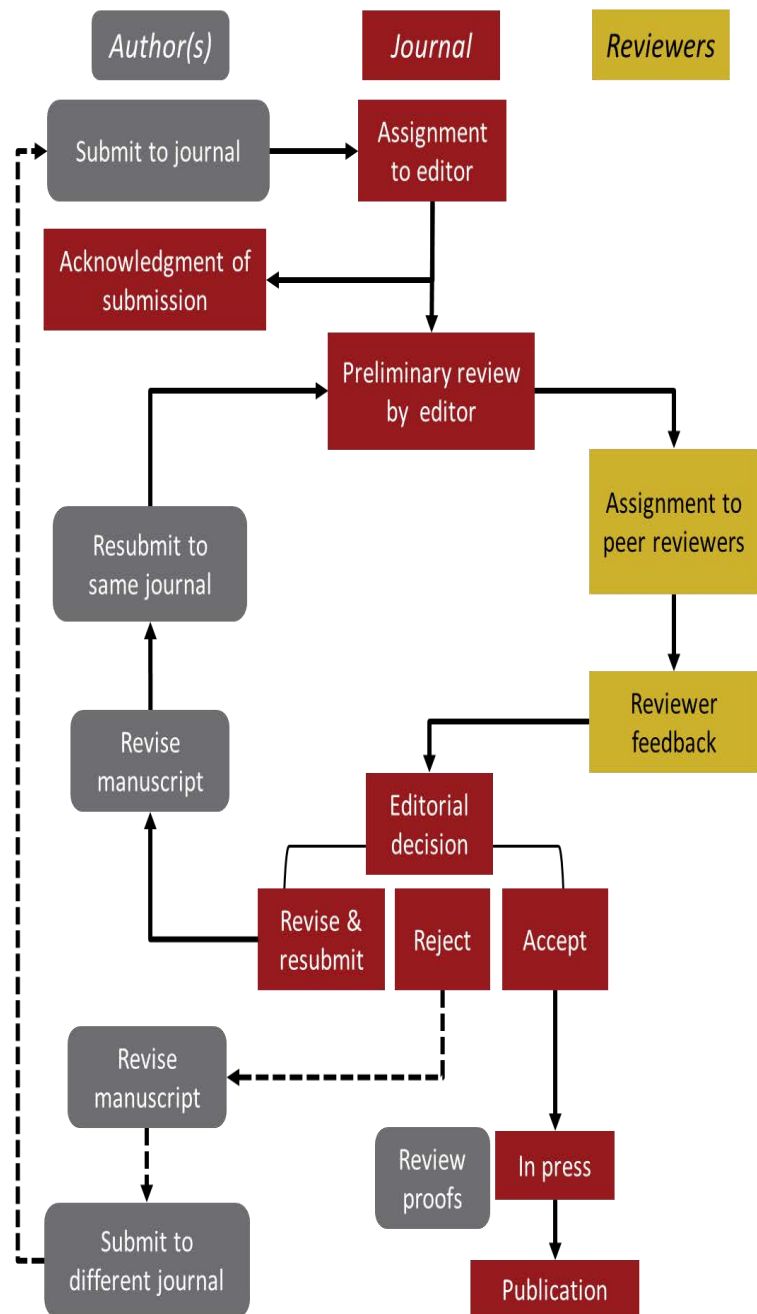 Author(s)
Journal
Reviewers
Submit to journal
Assignment
to editor
Acknowledgment of
submission
Preliminary review
by editor
Assignment to
peer reviewers
Resubmit to
same journal
Reviewer
feedback
Revise
manuscript
Editorial
decision
Revise &
resubmit
Reject
Accept
Revise
manuscript
Review
proofs
In press
Submit to
different journal
Publication